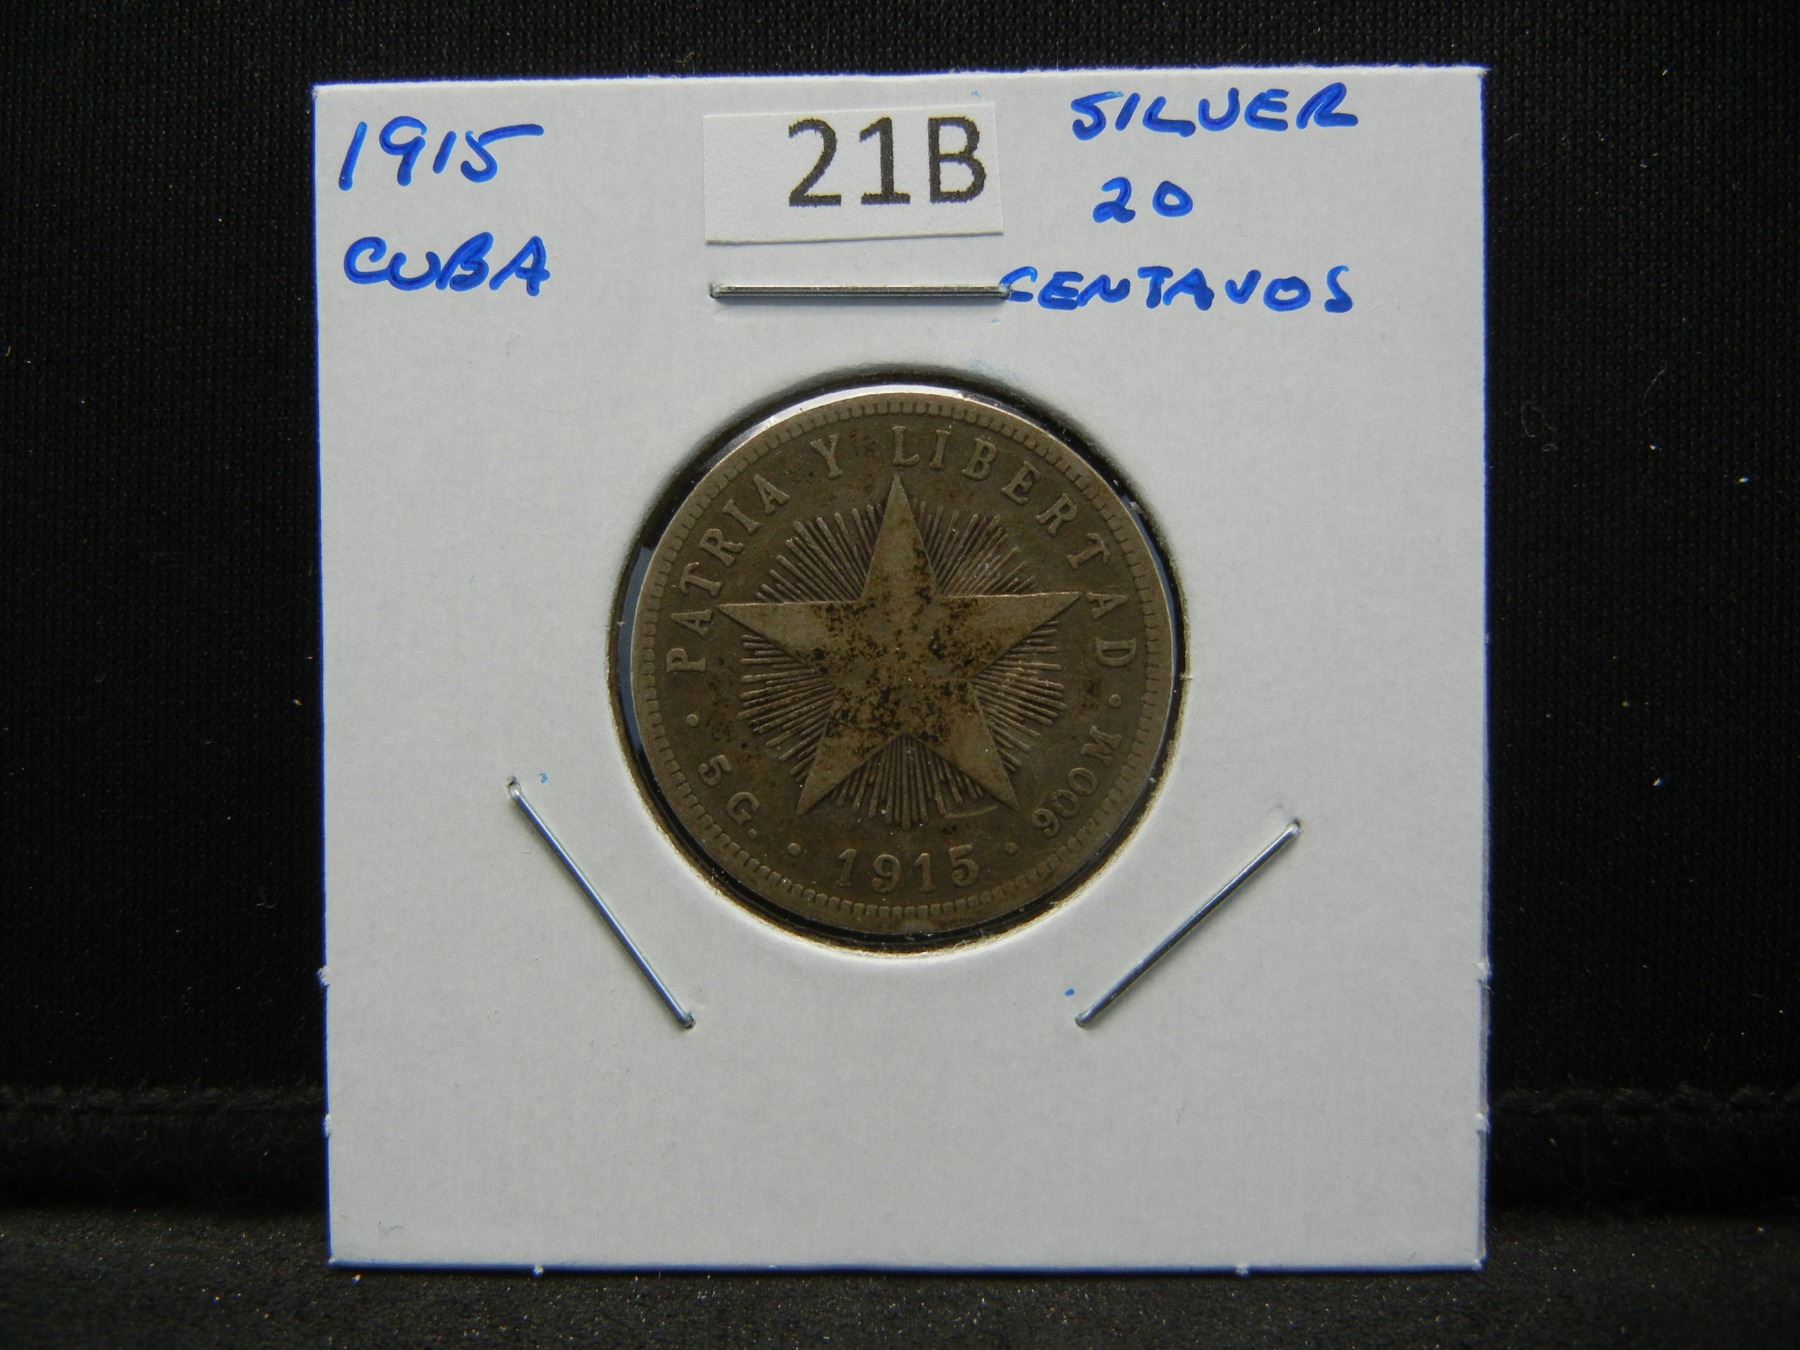 1915
CUBA
21B
SILVER
20
CENTAVOS
PATRIA Y LIBERTAD
5 G. · 1915 · 900 M